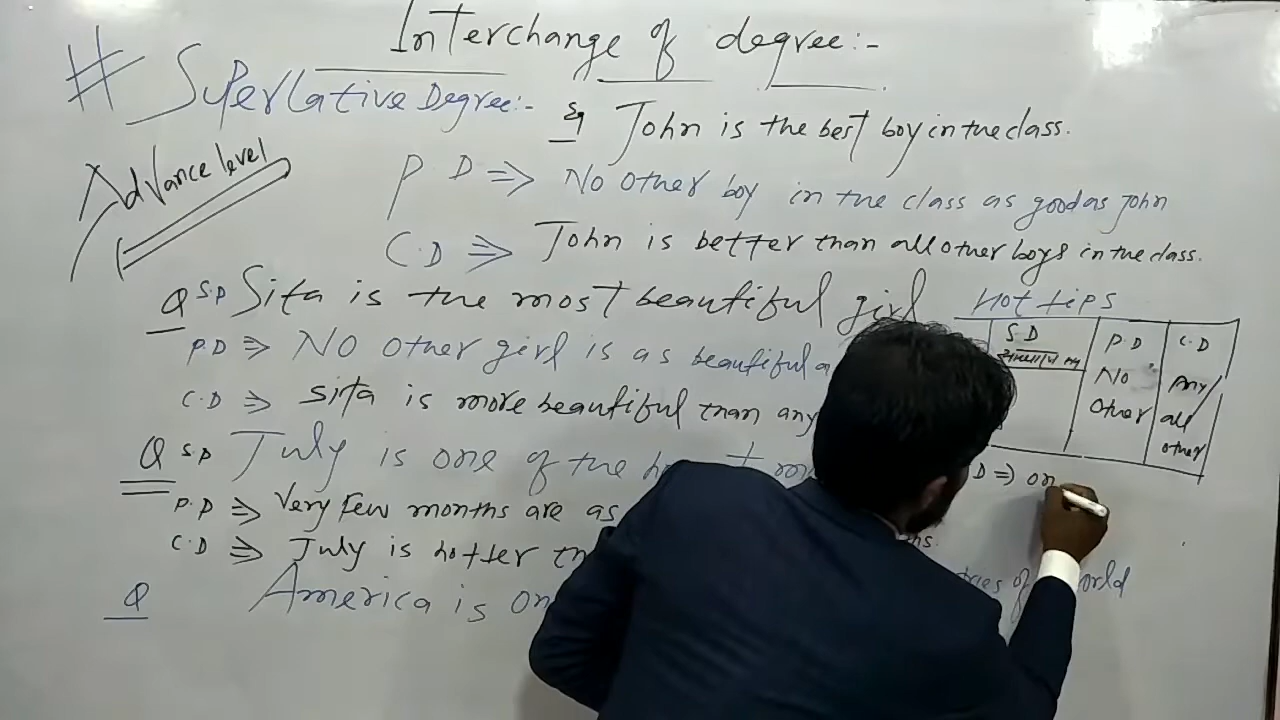 Interchange of degree:-
# Superlative Degree:-
Eg John is the best boy in the class.
Advance level
P D ⇒ No other boy in the class as good as John
C.D ⇒ John is better than all other boys in the class.
Q S.D Sita is the most beautiful girl
P.D ⇒ No other girl is as beautiful a
C.D ⇒ sita is more beautiful than any
Q S.D July is one of the
P.D ⇒ Very few months are as
C.D ⇒ July is hotter th
Q America is on
of World
Hot tips
S.D
P.D
No
other
C.D
Any/
all
other
D ⇒ on